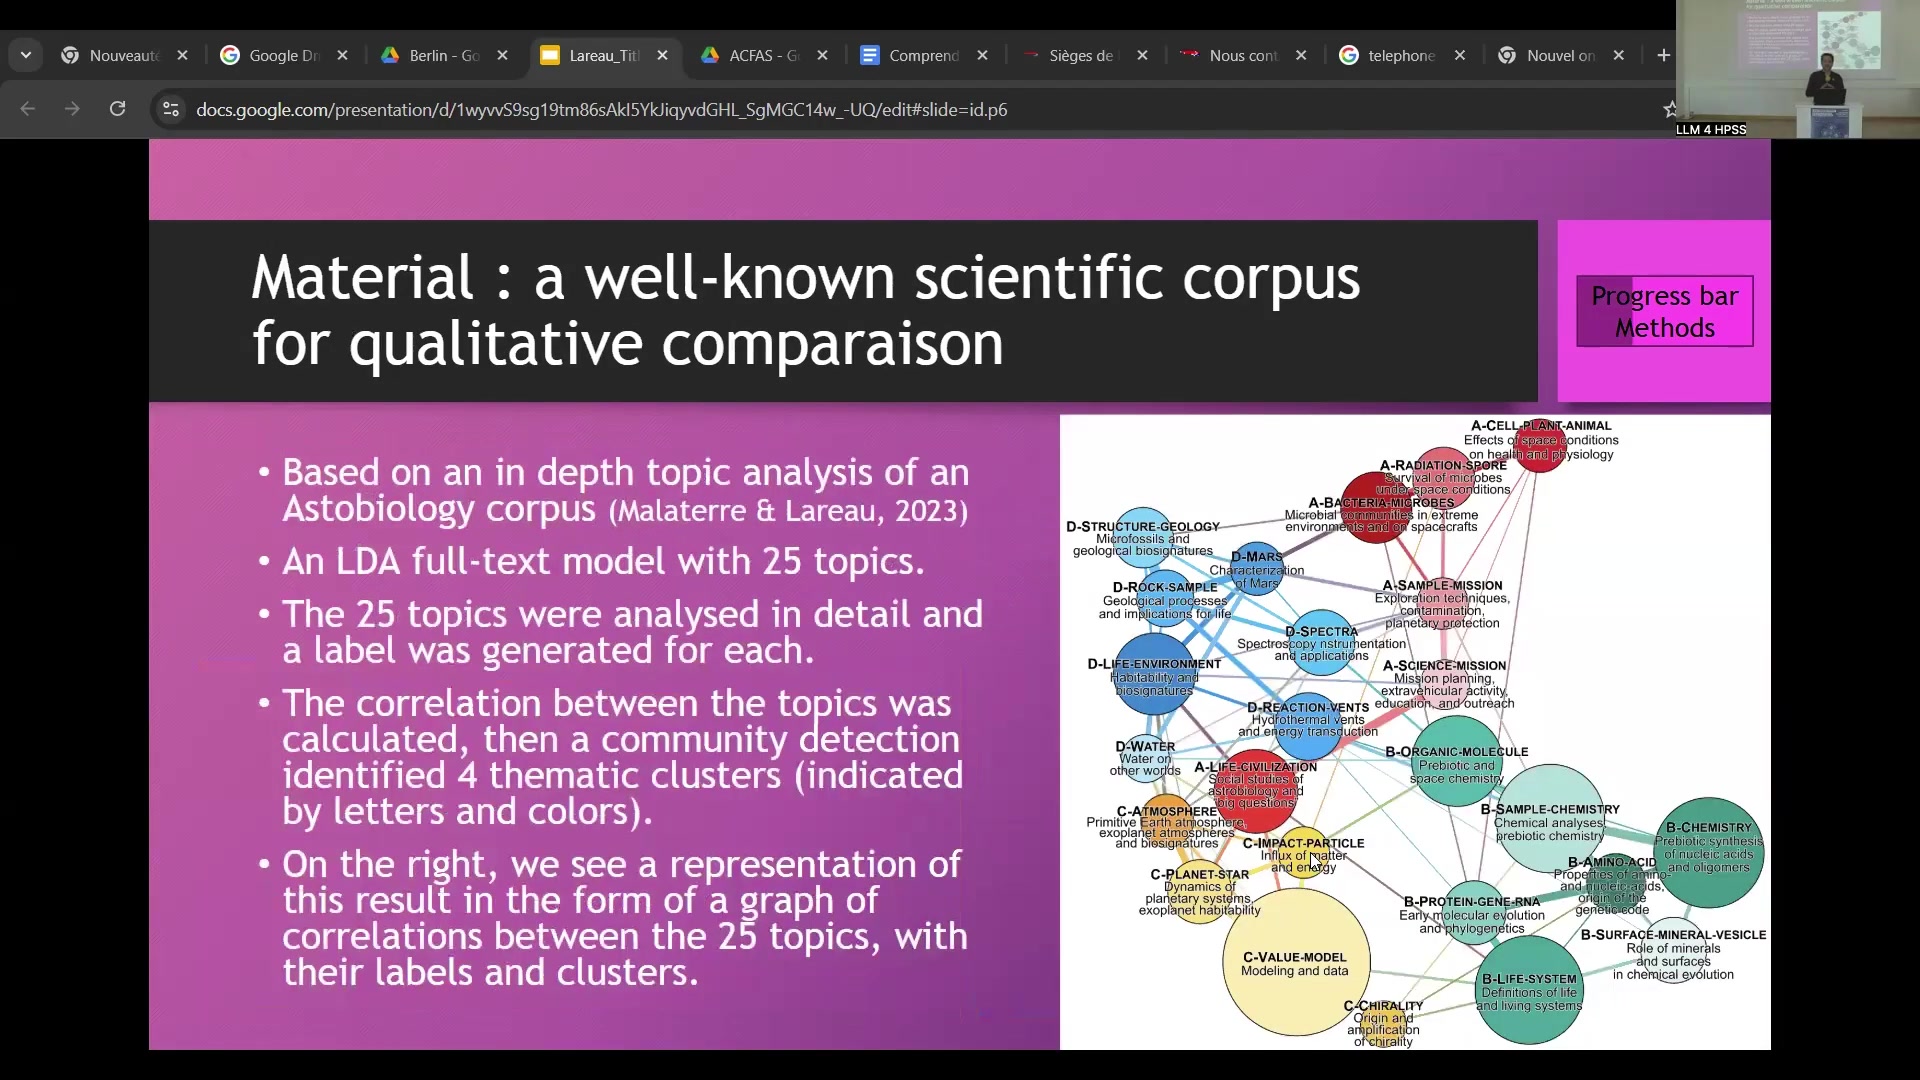 Nouveauté
Google Dr
Berlin - Go
Lareau_Titl
ACFAS - G
Comprend
Sièges de
Nous cont
telephone
Nouvel on
docs.google.com/presentation/d/1wyvvS9sg19tm86sAkI5YkJiqyvdGHL_SgMGC14w_-UQ/edit#slide=id.p6
LLM 4 HPSS
Material : a well-known scientific corpus
for qualitative comparaison
Progress bar
Methods
• Based on an in depth topic analysis of an
Astobiology corpus (Malaterre & Lareau, 2023)
• An LDA full-text model with 25 topics.
• The 25 topics were analysed in detail and
a label was generated for each.
• The correlation between the topics was
calculated, then a community detection
identified 4 thematic clusters (indicated
by letters and colors).
• On the right, we see a representation of
this result in the form of a graph of
correlations between the 25 topics, with
their labels and clusters.
A-CELL-PLANT-ANIMAL
Effects of space conditions
on health and physiology
A-RADIATION-SPORE
Survival of microbes
under space conditions
A-BACTERIA-MICROBES
Microbial communities in extreme
environments and on spacecrafts
D-STRUCTURE-GEOLOGY
Microfossils and
geological biosignatures
D-MARS
Characterization
of Mars
D-ROCK-SAMPLE
Geological processes
and implications for life
A-SAMPLE-MISSION
Exploration techniques,
contamination,
planetary protection
D-SPECTRA
Spectroscopy nstrumentation
and applications
D-LIFE-ENVIRONMENT
Habitability and
biosignatures
A-SCIENCE-MISSION
Mission planning,
extravehicular activity,
education, and outreach
D-REACTION-VENTS
Hydrothermal vents
and energy transduction
D-WATER
Water on
other worlds
B-ORGANIC-MOLECULE
Prebiotic and
space chemistry
A-LIFE-CIVILIZATION
Social studies of
astrobiology and
big questions
C-ATMOSPHERE
Primitive Earth atmosphere,
exoplanet atmospheres
and biosignatures
B-SAMPLE-CHEMISTRY
Chemical analyses,
prebiotic chemistry
B-CHEMISTRY
Prebiotic synthesis
of nucleic acids
and oligomers
C-IMPACT-PARTICLE
Influx of matter
and energy
B-AMINO-ACID
Properties of amino-
and nucleic-acids,
origin of the
genetic code
C-PLANET-STAR
Dynamics of
planetary systems,
exoplanet habitability
B-PROTEIN-GENE-RNA
Early molecular evolution
and phylogenetics
B-SURFACE-MINERAL-VESICLE
Role of minerals
and surfaces
in chemical evolution
C-VALUE-MODEL
Modeling and data
B-LIFE-SYSTEM
Definitions of life
and living systems
C-CHIRALITY
Origin and
amplification
of chirality